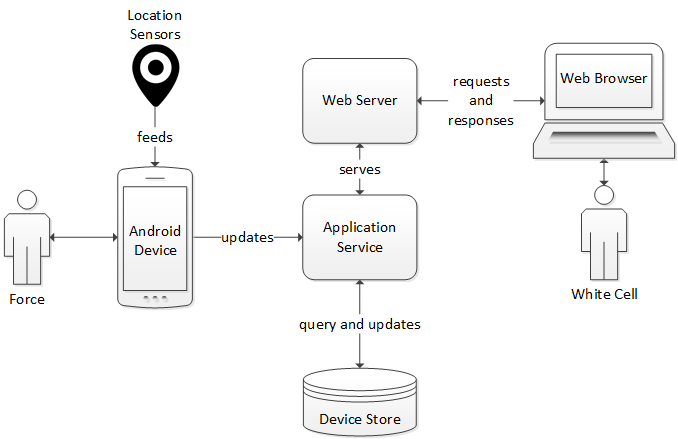 Location
Sensors
feeds
Web Server
requests
and
responses
Web Browser
serves
Android
Device
updates
Application
Service
Force
White Cell
query and updates
Device Store